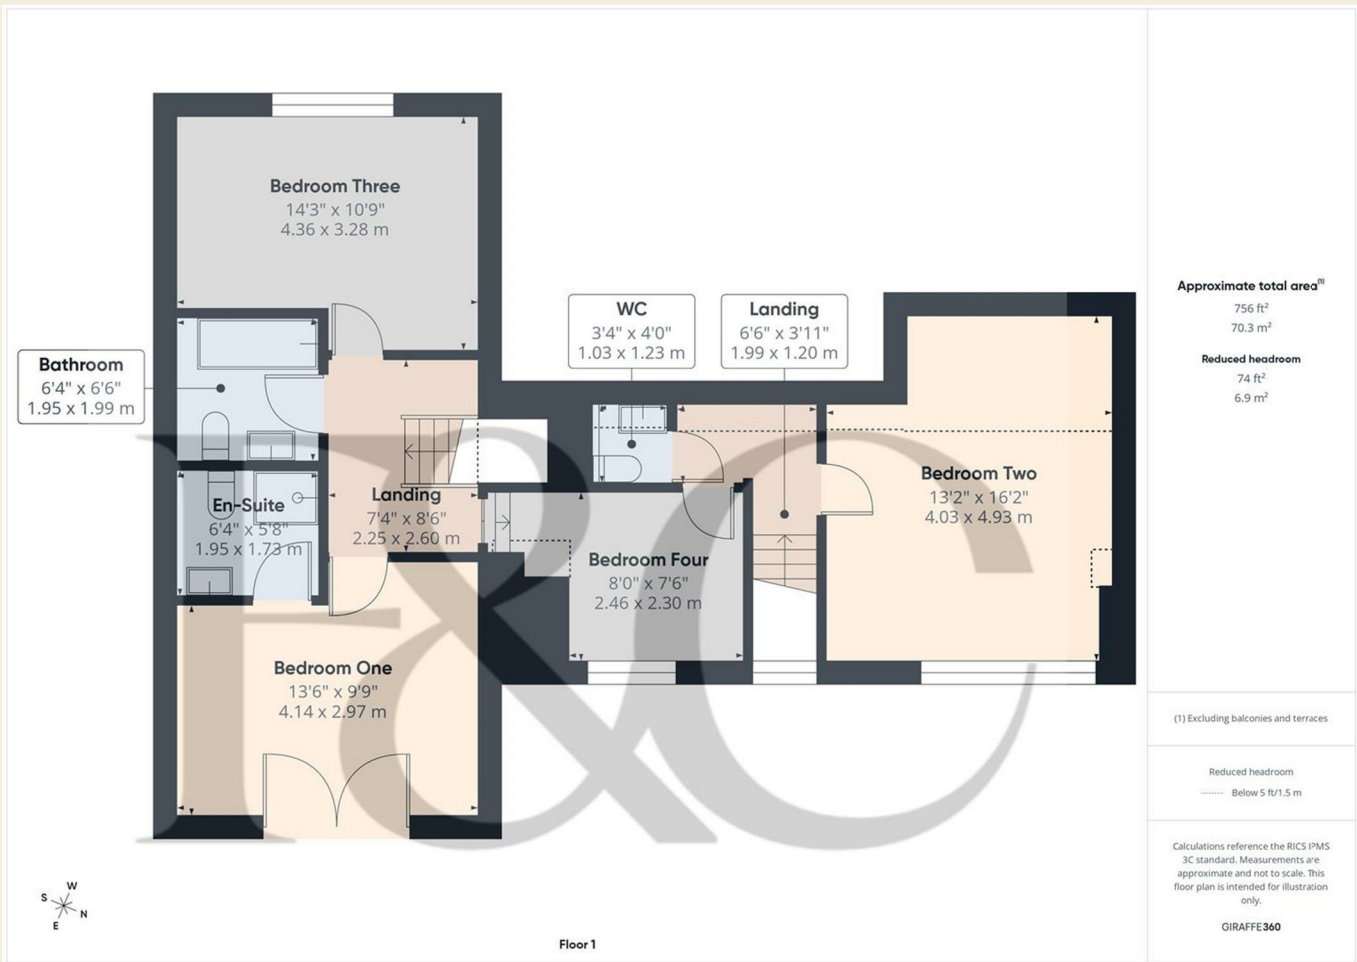 Bedroom Three
14'3" x 10'9"
4.36 x 3.28 m
Bathroom
6'4" x 6'6"
1.95 x 1.99 m
WC
3'4" x 4'0"
1.03 x 1.23 m
Landing
6'6" x 3'11"
1.99 x 1.20 m
En-Suite
6'4" x 5'8"
1.95 x 1.73 m
Landing
7'4" x 8'6"
2.25 x 2.60 m
Bedroom Four
8'0" x 7'6"
2.46 x 2.30 m
Bedroom Two
13'2" x 16'2"
4.03 x 4.93 m
Bedroom One
13'6" x 9'9"
4.14 x 2.97 m
F&C
W
S
N
E
Floor 1
Approximate total area(1)
756 ft²
70.3 m²
Reduced headroom
74 ft²
6.9 m²
(1) Excluding balconies and terraces
Reduced headroom
Below 5 ft/1.5 m
Calculations reference the RICS IPMS
3C standard. Measurements are
approximate and not to scale. This
floor plan is intended for illustration
only.
GIRAFFE360